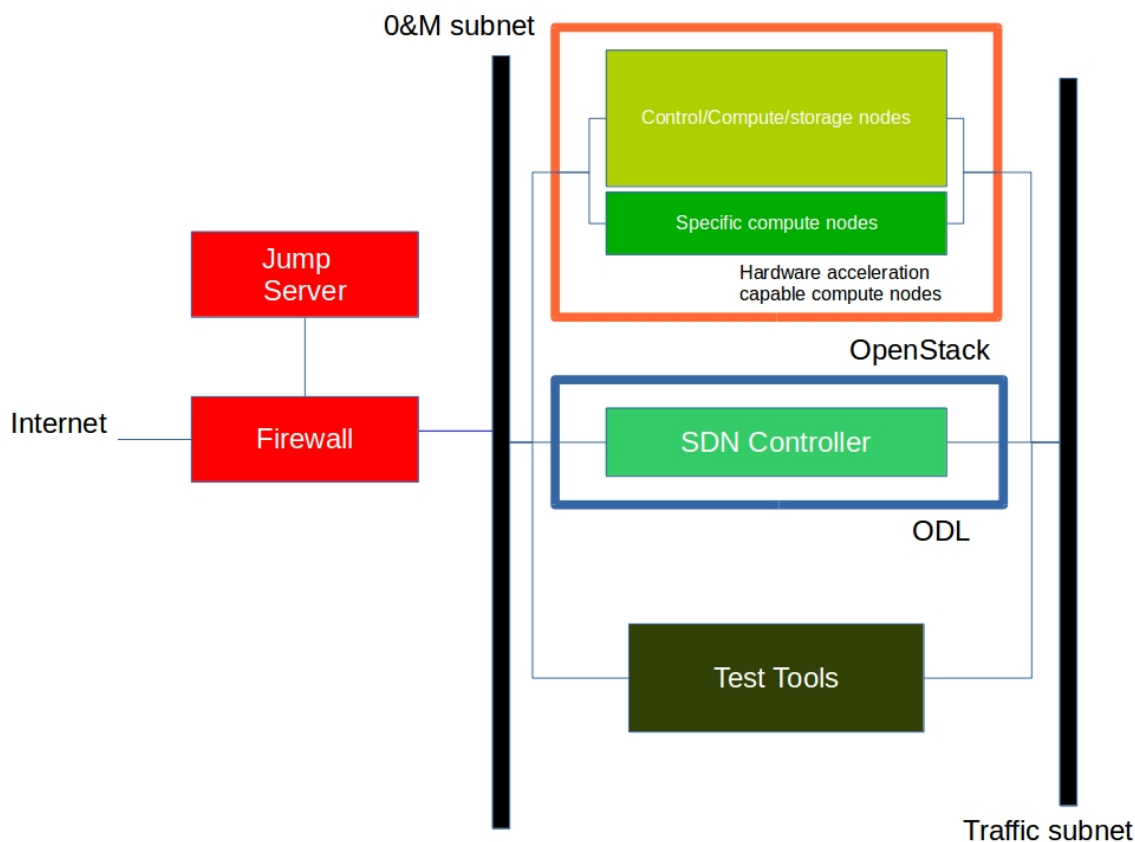 0&M subnet
Control/Compute/storage nodes
Specific compute nodes
Hardware acceleration
capable compute nodes
Jump
Server
OpenStack
Internet
Firewall
SDN Controller
ODL
Test Tools
Traffic subnet